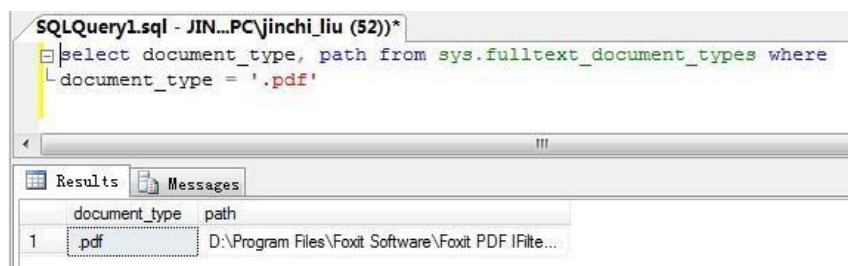 SQLQuery1.sql - JIN...PC\jinchi_liu (52))*
select document_type, path from sys.fulltext_document_types where
document_type = '.pdf'
Results Messages
document_type path
1 .pdf D:\Program Files\Foxit Software\Foxit PDF IFilte...